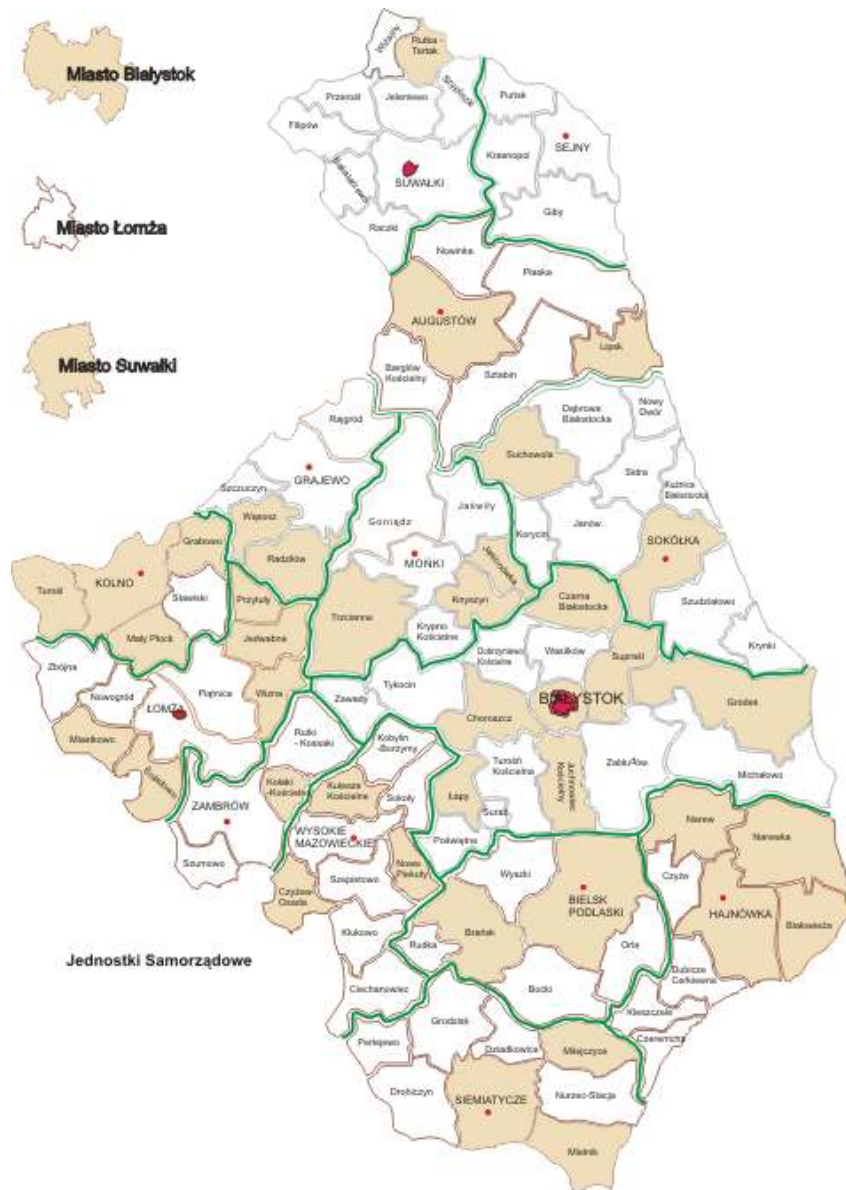 Miasto Białystok
Miasto Łomża
Miasto Suwałki
Wiżajny
Rutka -
Tartak
Szypliszki
Przerośl
Jeleniewo
Puńsk
Filipów
Krasnopol
SEJNY
SUWAŁKI
Giby
Raczki
Nowinka
Płaska
AUGUSTÓW
Lipsk
Bargłów
Kościelny
Sztabin
Rajgród
Dąbrowa
Białostocka
Nowy
Dwór
Suchowola
Sidra
Kuźnica
Białostocka
GRAJEWO
Szczuczyn
Wąsosz
Goniądz
Jaświły
Korycin
Janów
SOKÓŁKA
Grabowo
Radziłów
MOŃKI
Jasionówka
Turośl
KOLNO
Stawiski
Przytuły
Trzcianne
Knyszyn
Czarna
Białostocka
Szudziałowo
Mały Płock
Jedwabne
Krypno
Kościelne
Krynki
Zbójna
Dobrzyniewo
Kościelne
Wasilków
Supraśl
Nowogród
ŁOMŻA
Piątnica
Wizna
Zawady
Tykocin
BIAŁYSTOK
Gródek
Miastkowo
Choroszcz
Rutki
- Kossaki
Kobylin
-Borzymy
Turośń
Kościelna
Juchnowiec
Kościelny
Zabłudów
Michałowo
Śniadowo
Kołaki
-Kościelne
Kulesze
Kościelne
Sokoły
Łapy
Suraż
ZAMBRÓW
WYSOKIE
MAZOWIECKIE
Poświętne
Narew
Narewka
Szumowo
Szepietowo
Nowe
Piekuty
Wyszki
Czyże
Czyżew-
Osada
BIELSK
PODLASKI
HAJNÓWKA
Białowieża
Klukowo
Brańsk
Rudka
Orla
Jednostki Samorządowe
Dubicze
Cerkiewne
Ciechanowiec
Boćki
Kleszczele
Grodzisk
Czeremcha
Perlejewo
Dziadkowice
Milejczyce
Drohiczyn
SIEMIATYCZE
Nurzec-Stacja
Mielnik